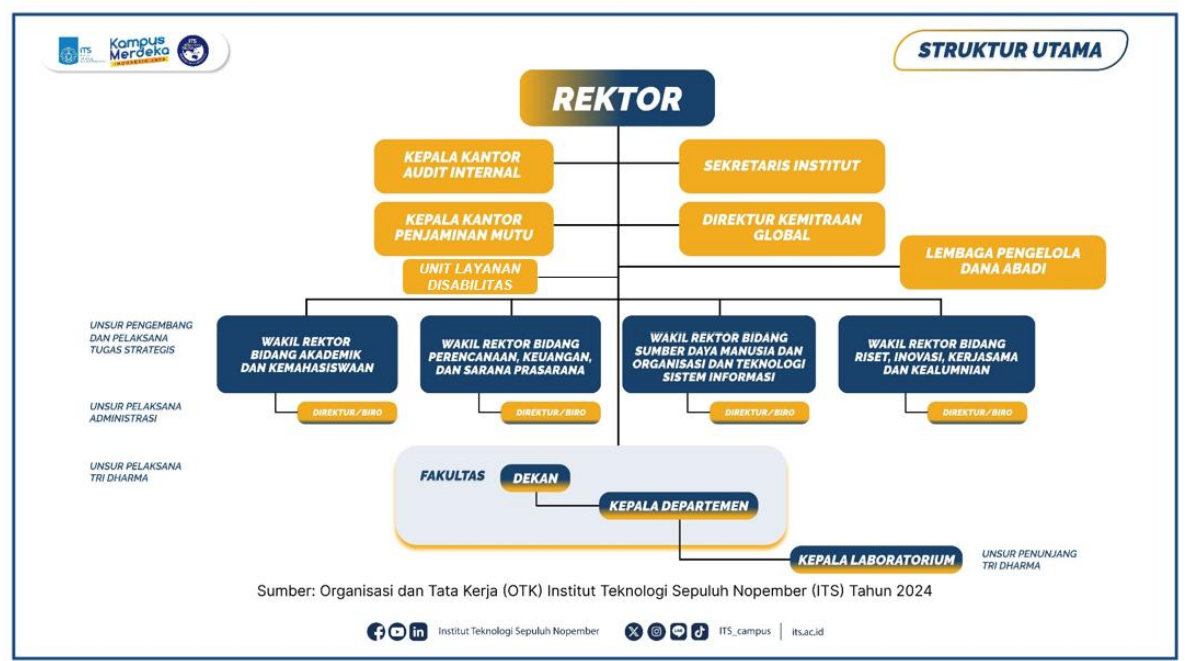 ITS
Kampus
Merdeka
INDONESIA JAYA
ITS
STRUKTUR UTAMA
REKTOR
KEPALA KANTOR
AUDIT INTERNAL
SEKRETARIS INSTITUT
KEPALA KANTOR
PENJAMINAN MUTU
DIREKTUR KEMITRAAN
GLOBAL
LEMBAGA PENGELOLA
DANA ABADI
UNIT LAYANAN
DISABILITAS
UNSUR PENGEMBANG
DAN PELAKSANA
TUGAS STRATEGIS
WAKIL REKTOR
BIDANG AKADEMIK
DAN KEMAHASISWAAN
WAKIL REKTOR BIDANG
PERENCANAAN, KEUANGAN,
DAN SARANA PRASARANA
WAKIL REKTOR BIDANG
SUMBER DAYA MANUSIA DAN
ORGANISASI DAN TEKNOLOGI
SISTEM INFORMASI
WAKIL REKTOR BIDANG
RISET, INOVASI, KERJASAMA
DAN KEALUMNIAN
UNSUR PELAKSANA
ADMINISTRASI
DIREKTUR/BIRO
DIREKTUR/BIRO
DIREKTUR/BIRO
DIREKTUR/BIRO
UNSUR PELAKSANA
TRI DHARMA
FAKULTAS
DEKAN
KEPALA DEPARTEMEN
KEPALA LABORATORIUM
UNSUR PENUNJANG
TRI DHARMA
Sumber: Organisasi dan Tata Kerja (OTK) Institut Teknologi Sepuluh Nopember (ITS) Tahun 2024
Institut Teknologi Sepuluh Nopember
ITS_campus
its.ac.id